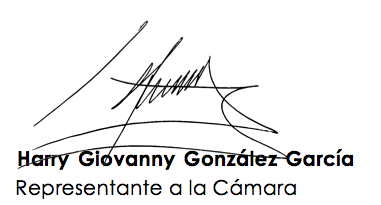 Harry Giovanny González García
Representante a la Cámara